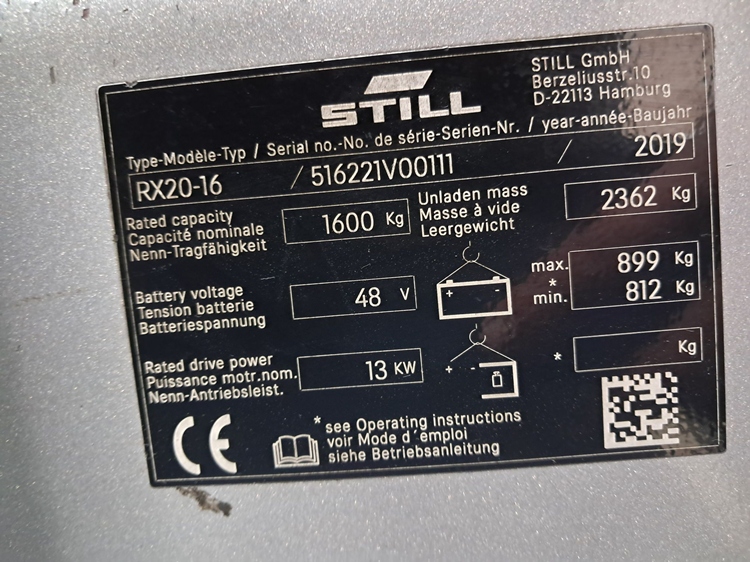 STILL
STILL GmbH
Berzeliusstr.10
D-22113 Hamburg
Type-Modèle-Typ / Serial no.-No. de série-Serien-Nr. / year-année-Baujahr
RX20-16 / 516221V00111 / 2019
Rated capacity
Capacité nominale
Nenn-Tragfähigkeit
1600 Kg
Unladen mass
Masse à vide
Leergewicht
2362 Kg
Battery voltage
Tension batterie
Batteriespannung
48 V
+ -
max. 899 Kg
*
min. 812 Kg
Rated drive power
Puissance motr.nom.
Nenn-Antriebsleist.
13 KW
+ -
* Kg
CE
*see Operating instructions
voir Mode d´emploi
siehe Betriebsanleitung